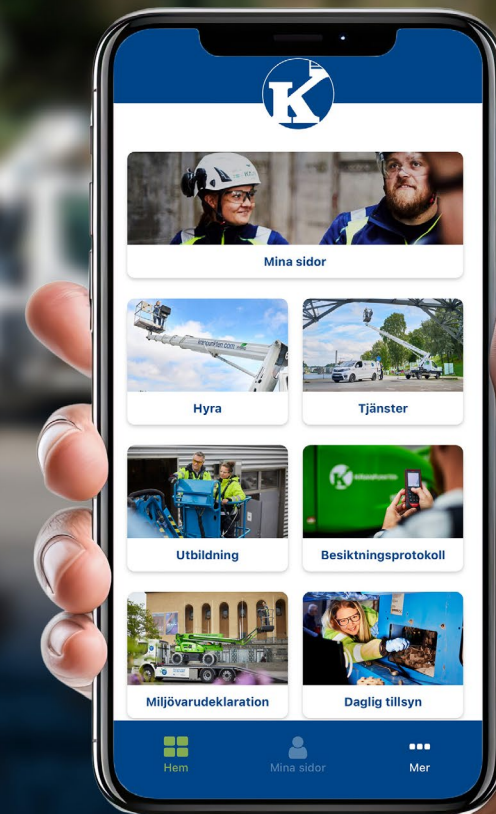 K
Mina sidor
Hyra
Tjänster
Utbildning
Besiktningsprotokoll
Miljövarudeklaration
Daglig tillsyn
Hem
Mina sidor
Mer